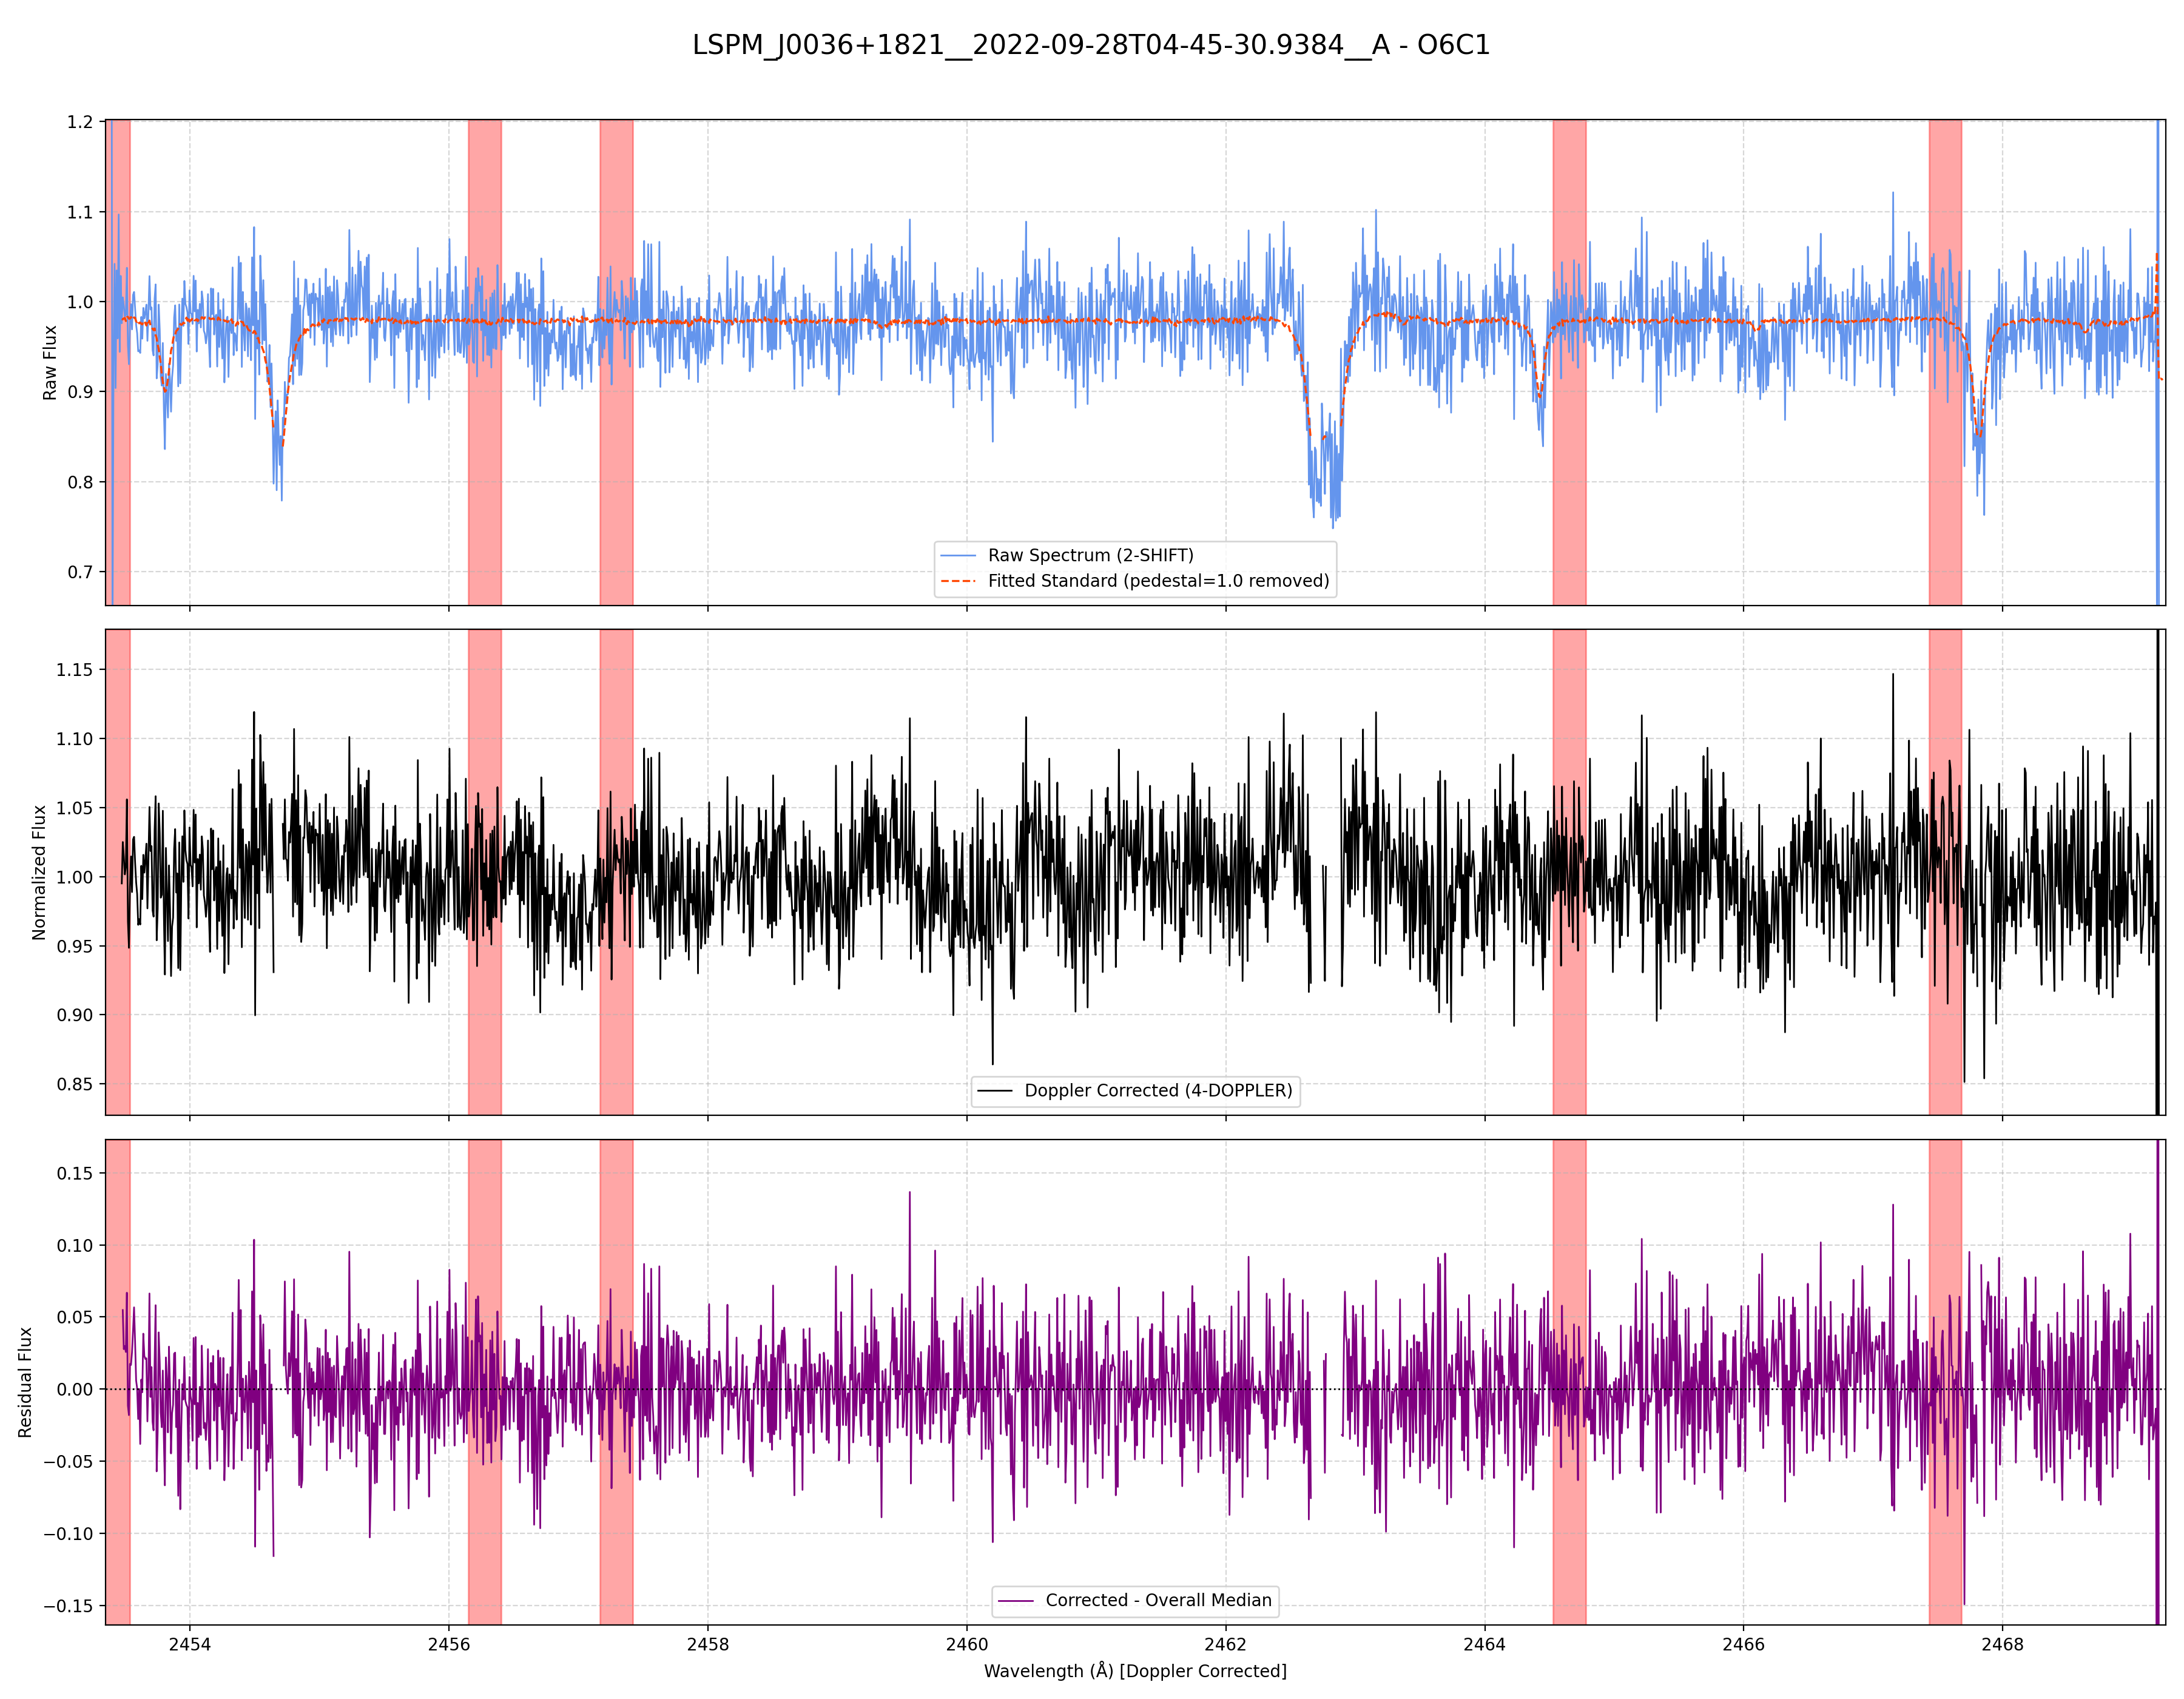 LSPM_J0036+1821__2022-09-28T04-45-30.9384__A - O6C1
1.2
1.1
1.0
0.9
0.8
0.7
Raw Flux
Raw Spectrum (2-SHIFT)
Fitted Standard (pedestal=1.0 removed)
1.15
1.10
1.05
1.00
0.95
0.90
0.85
Normalized Flux
Doppler Corrected (4-DOPPLER)
0.15
0.10
0.05
0.00
−0.05
−0.10
−0.15
Residual Flux
Corrected - Overall Median
2454 2456 2458 2460 2462 2464 2466 2468
Wavelength (Å) [Doppler Corrected]